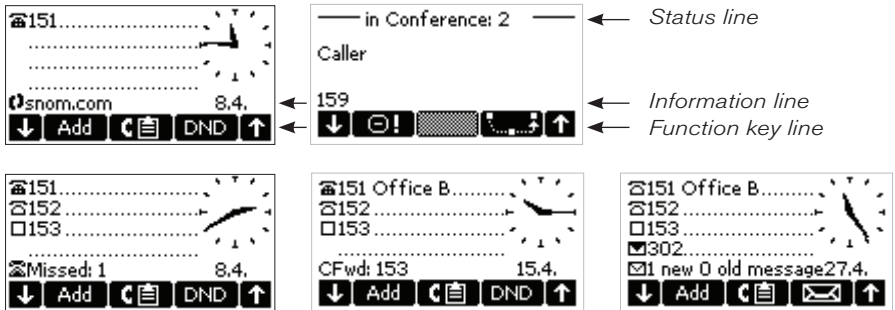 151
snom.com 8.4.
Add DND
in Conference: 2
Caller
159
Status line
Information line
Function key line
151
152
153
Missed: 1 8.4.
Add DND
151 Office B
152
153
CFwd: 153 15.4.
Add DND
151 Office B
152
153
302
1 new 0 old message27.4.
Add